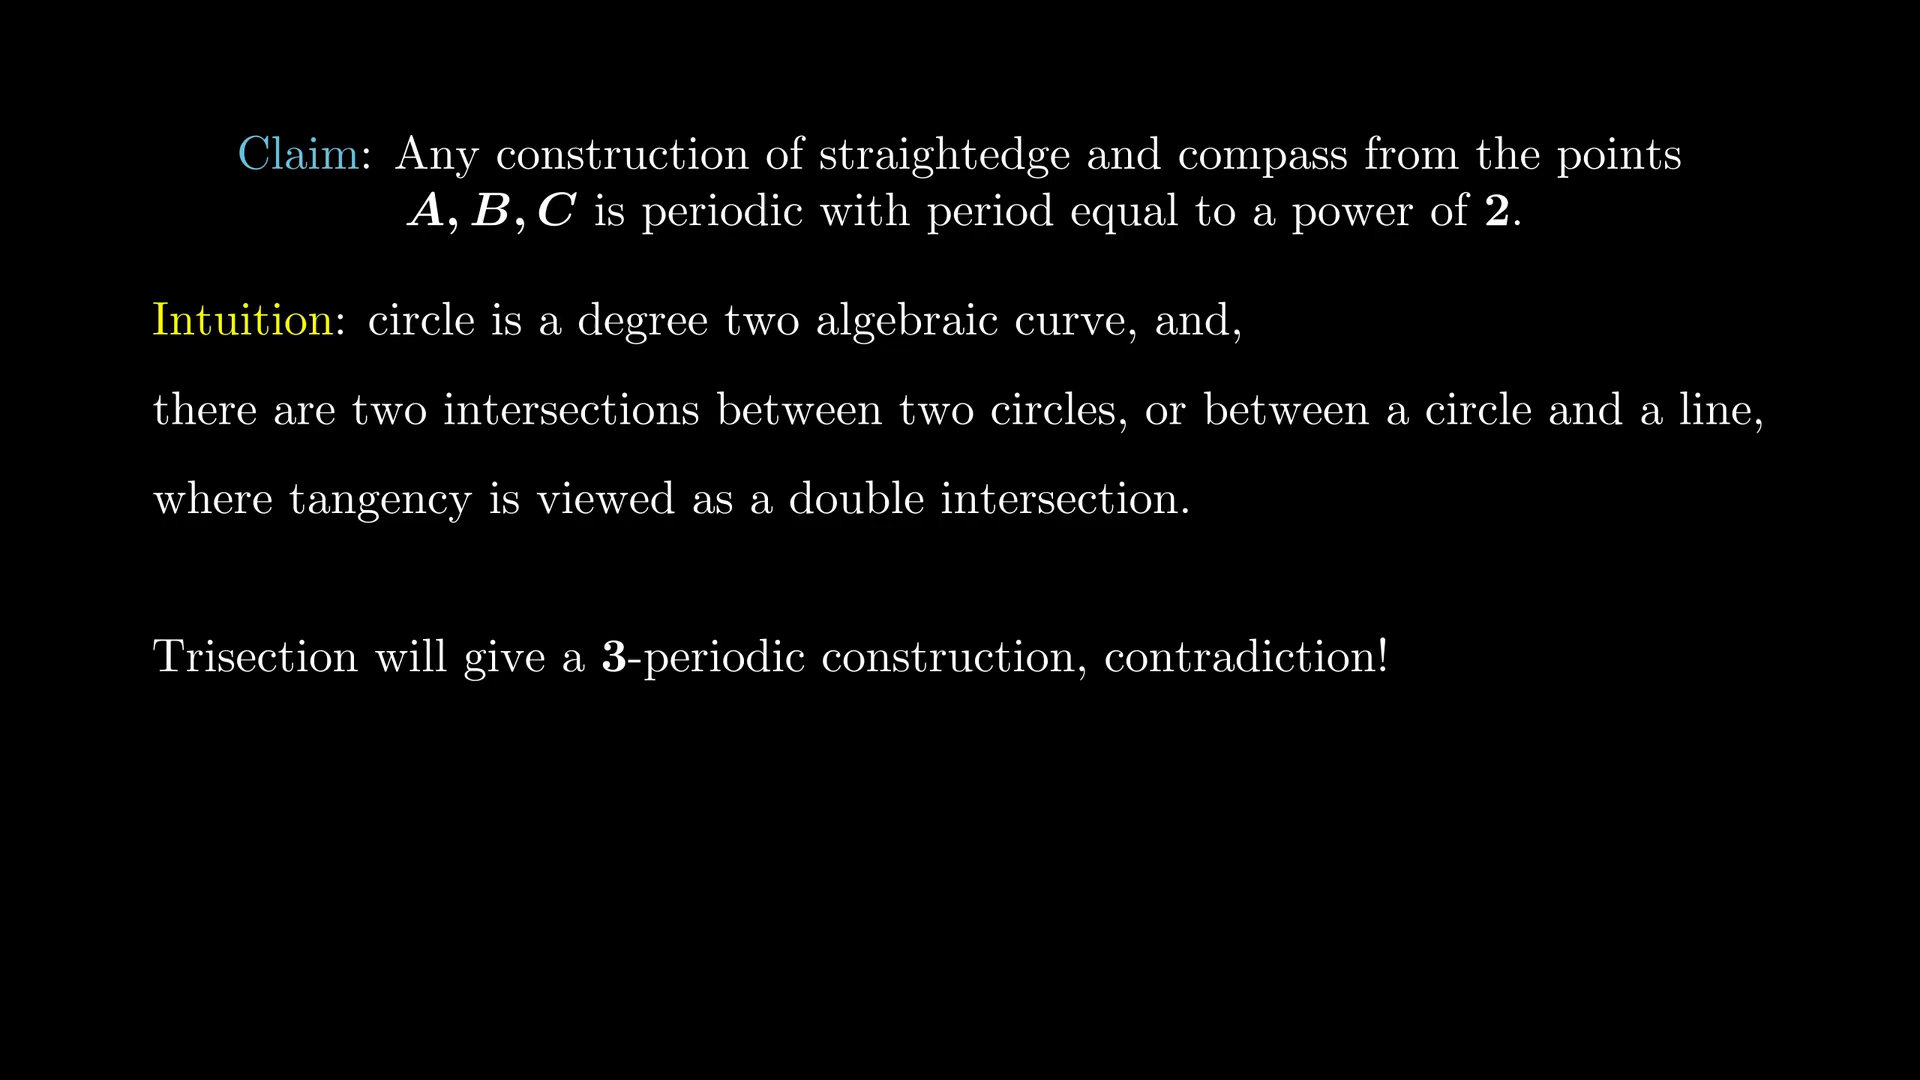 Claim: Any construction of straightedge and compass from the points
A, B, C is periodic with period equal to a power of 2.
Intuition: circle is a degree two algebraic curve, and,
there are two intersections between two circles, or between a circle and a line,
where tangency is viewed as a double intersection.
Trisection will give a 3-periodic construction, contradiction!